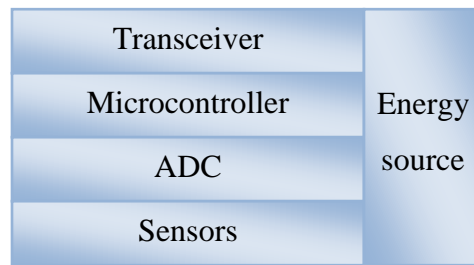 Transceiver
Microcontroller
ADC
Sensors
Energy
source